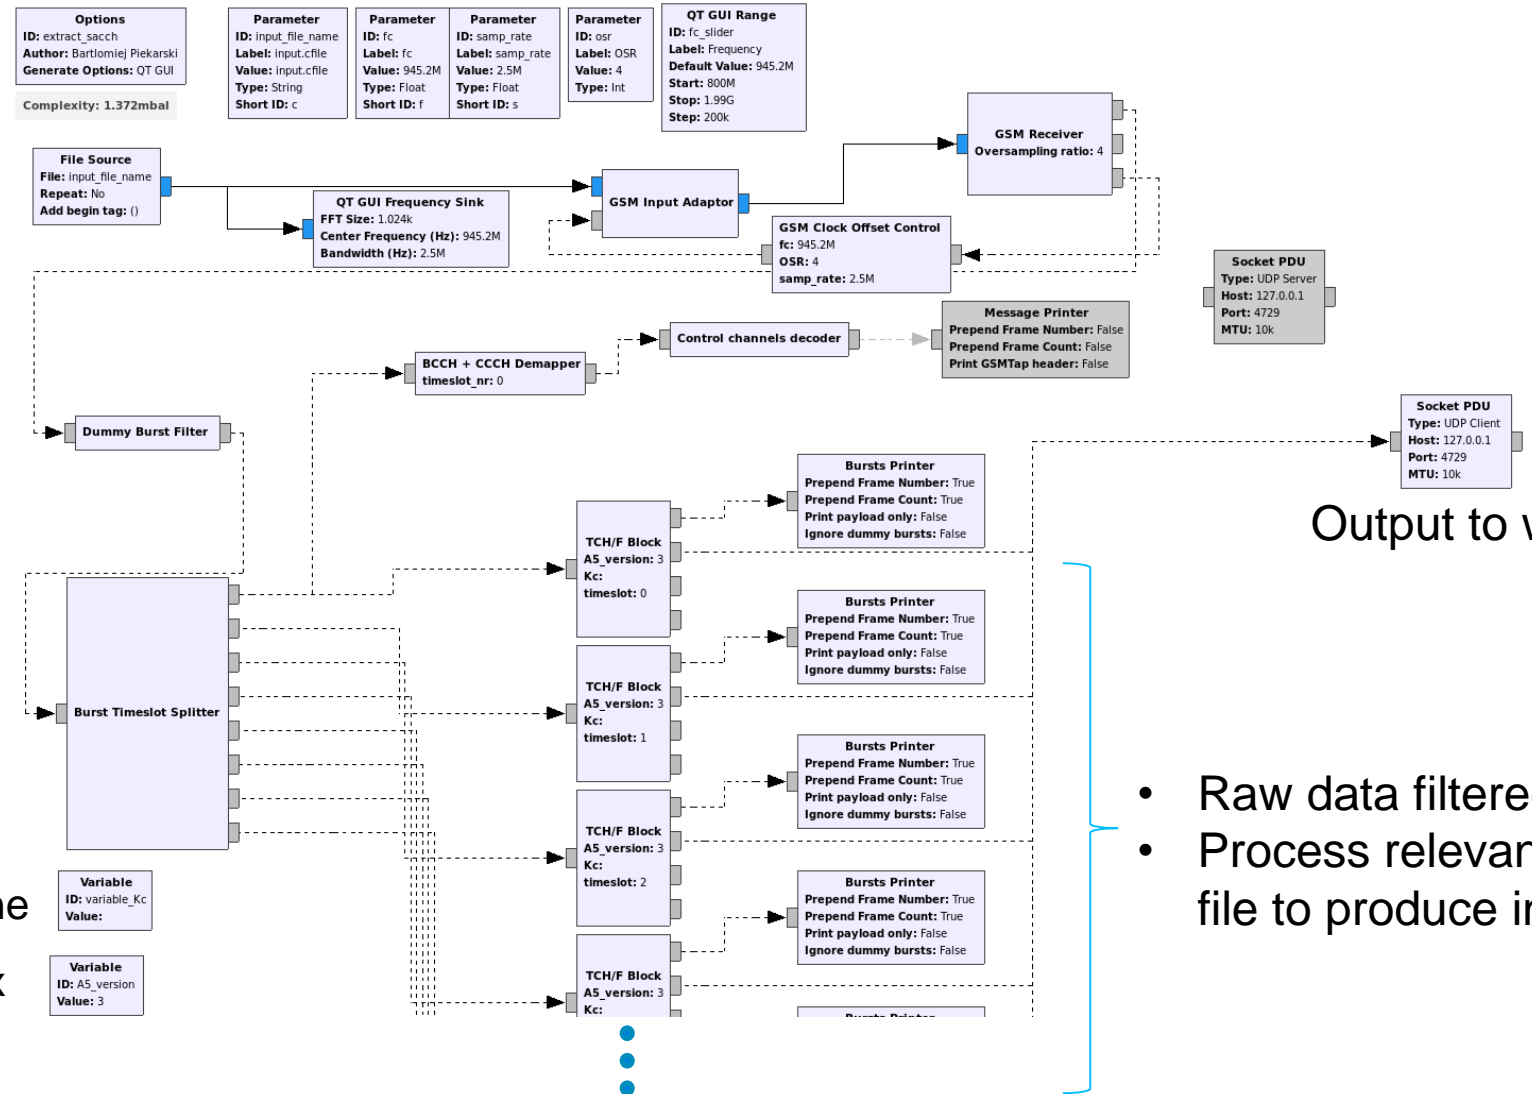 Options
ID: extract_sacch
Author: Bartlomiej Piekarski
Generate Options: QT GUI
Complexity: 1.372mbal
Parameter
ID: input_file_name
Label: input.cfile
Value: input.cfile
Type: String
Short ID: c
Parameter
ID: fc
Label: fc
Value: 945.2M
Type: Float
Short ID: f
Parameter
ID: samp_rate
Label: samp_rate
Value: 2.5M
Type: Float
Short ID: s
Parameter
ID: osr
Label: OSR
Value: 4
Type: Int
QT GUI Range
ID: fc_slider
Label: Frequency
Default Value: 945.2M
Start: 800M
Stop: 1.99G
Step: 200k
File Source
File: input_file_name
Repeat: No
Add begin tag: ()
QT GUI Frequency Sink
FFT Size: 1.024k
Center Frequency (Hz): 945.2M
Bandwidth (Hz): 2.5M
GSM Input Adaptor
GSM Receiver
Oversampling ratio: 4
GSM Clock Offset Control
fc: 945.2M
OSR: 4
samp_rate: 2.5M
Socket PDU
Type: UDP Server
Host: 127.0.0.1
Port: 4729
MTU: 10k
Message Printer
Prepend Frame Number: False
Prepend Frame Count: False
Print GSMTap header: False
Control channels decoder
BCCH + CCCH Demapper
timeslot_nr: 0
Dummy Burst Filter
Socket PDU
Type: UDP Client
Host: 127.0.0.1
Port: 4729
MTU: 10k
Output to
Bursts Printer
Prepend Frame Number: True
Prepend Frame Count: True
Print payload only: False
Ignore dummy bursts: False
TCH/F Block
A5_version: 3
Kc:
timeslot: 0
Bursts Printer
Prepend Frame Number: True
Prepend Frame Count: True
Print payload only: False
Ignore dummy bursts: False
TCH/F Block
A5_version: 3
Kc:
timeslot: 1
Burst Timeslot Splitter
Bursts Printer
Prepend Frame Number: True
Prepend Frame Count: True
Print payload only: False
Ignore dummy bursts: False
TCH/F Block
A5_version: 3
Kc:
timeslot: 2
Bursts Printer
Prepend Frame Number: True
Prepend Frame Count: True
Print payload only: False
Ignore dummy bursts: False
TCH/F Block
A5_version: 3
Kc:
Variable
ID: variable_Kc
Value:
Variable
ID: A5_version
Value: 3
• Raw data filtere
• Process relevan
file to produce